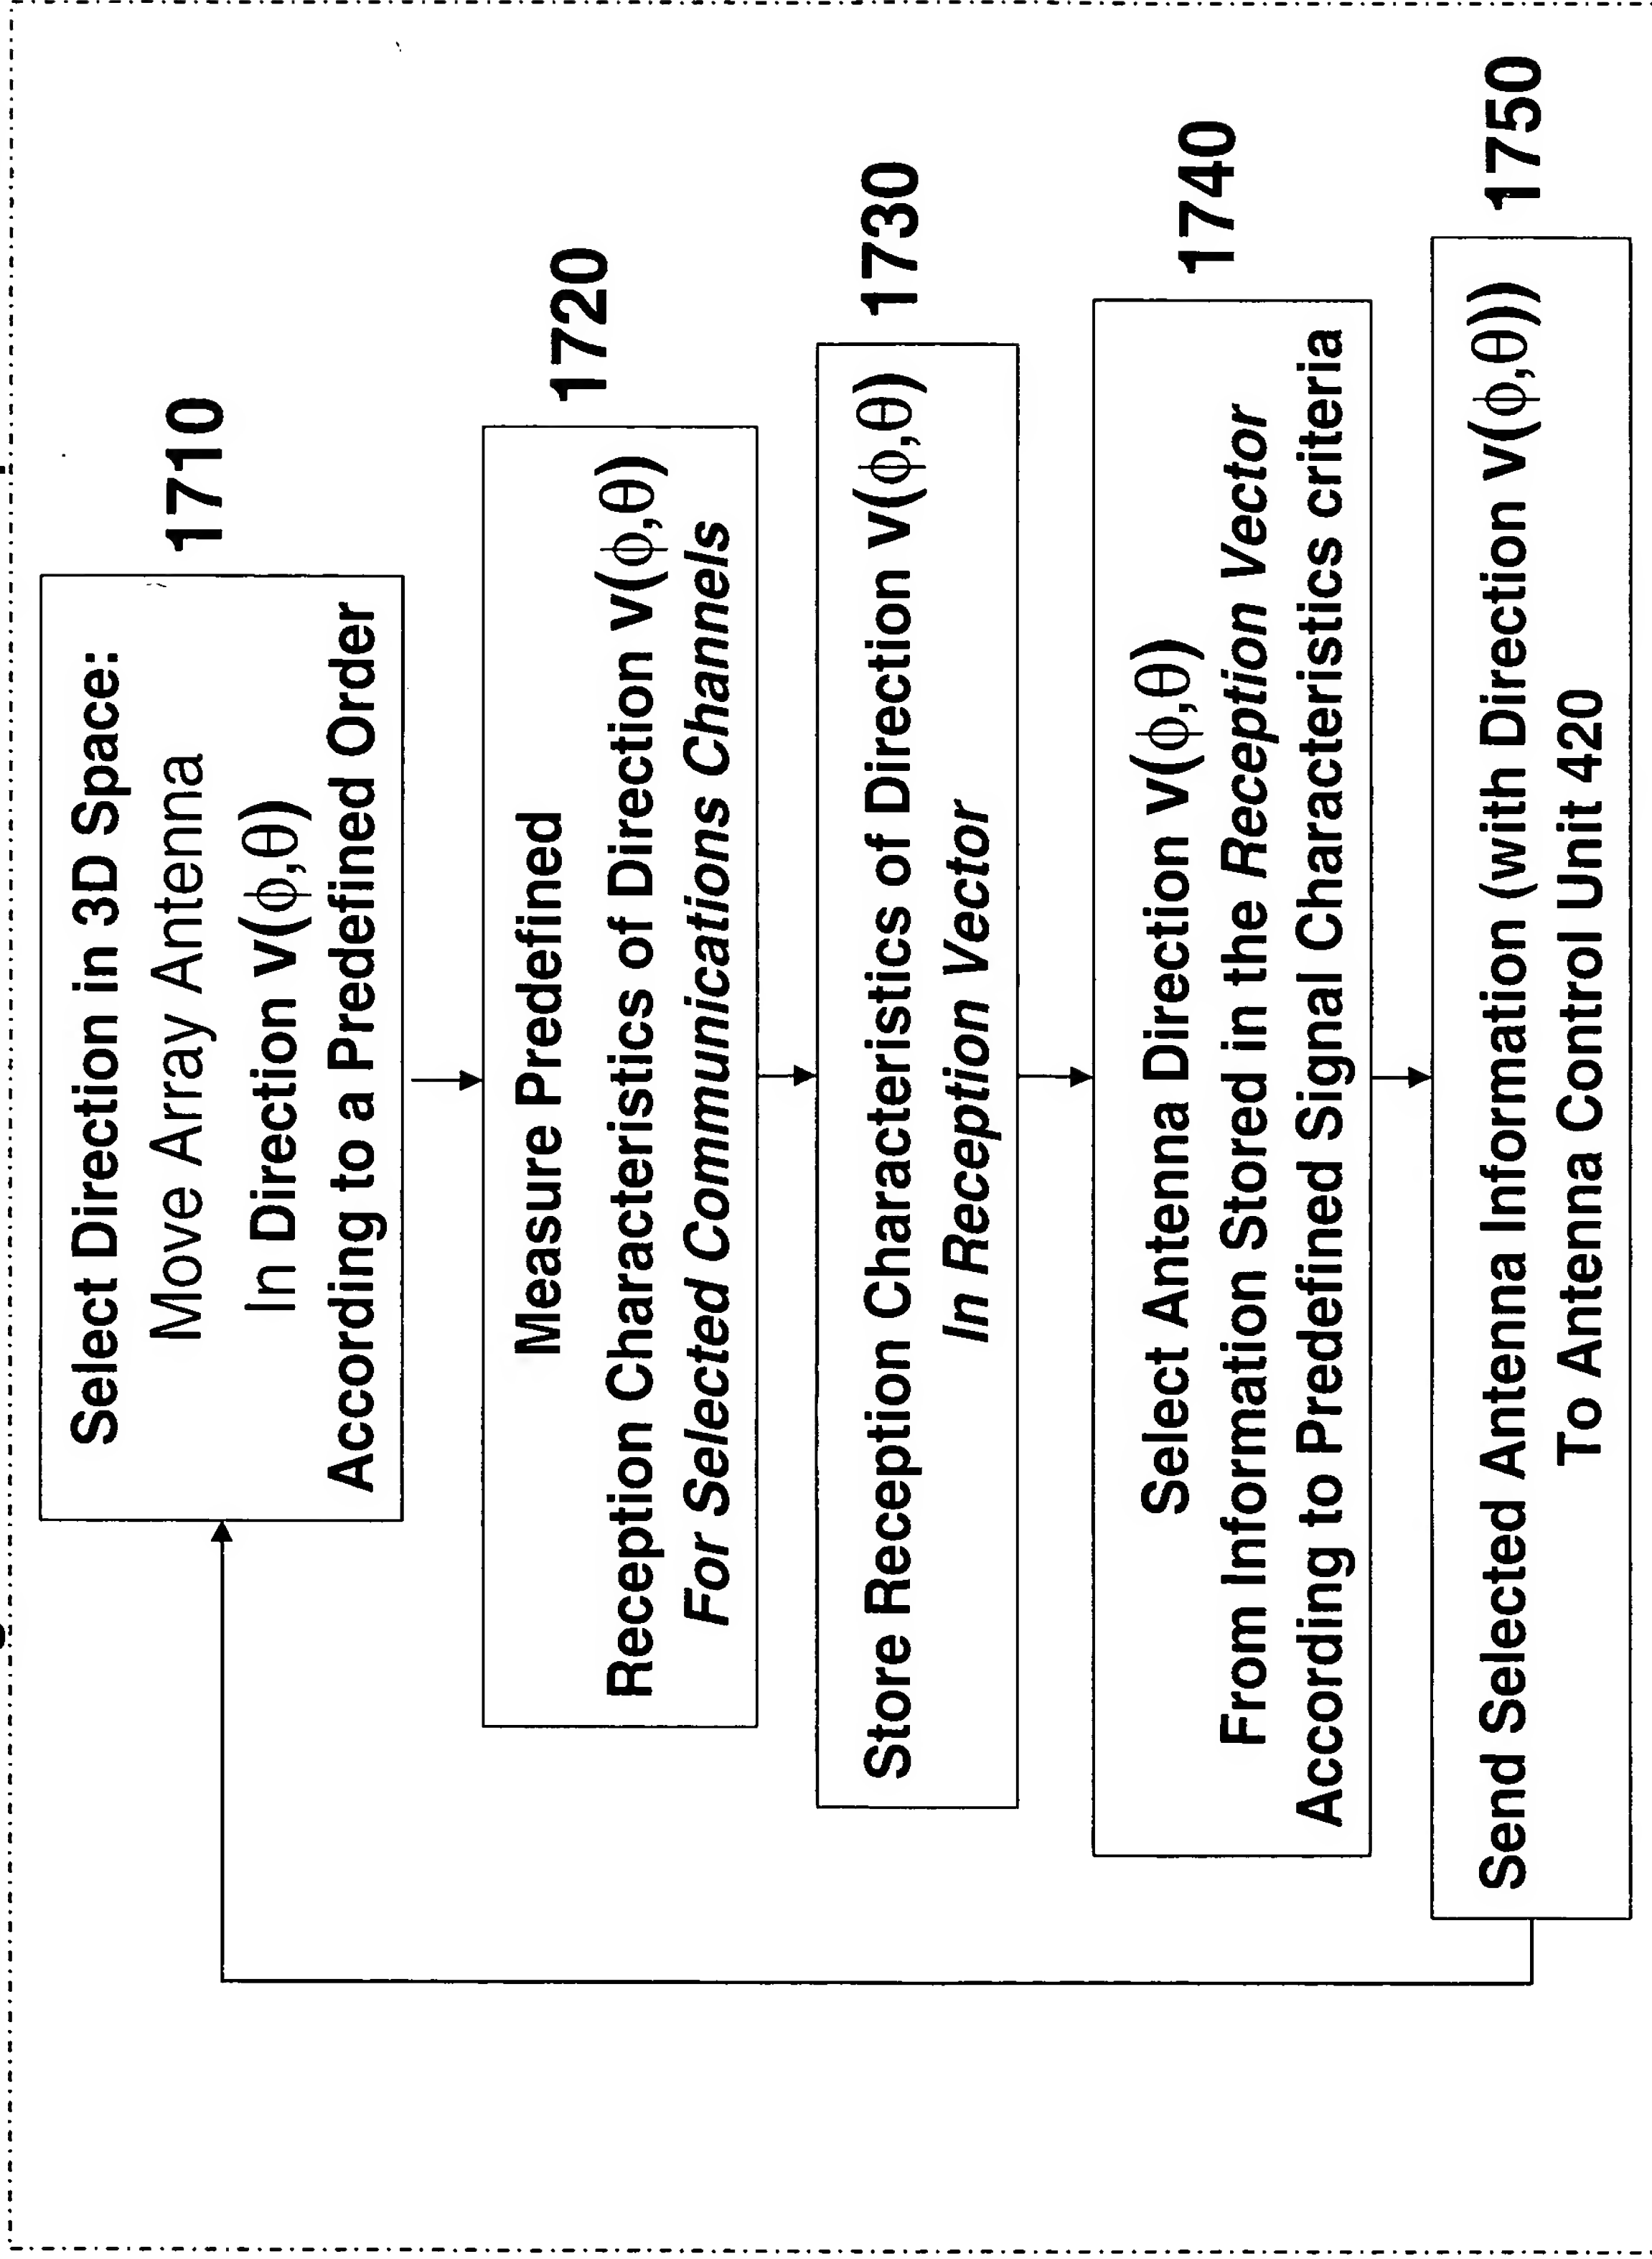 Select Direction in 3D Space:
Move Array Antenna
In Direction v(ϕ,θ)
According to a Predefined Order
1710
Measure Predefined
Reception Characteristics of Direction v(ϕ,θ)
For Selected Communications Channels
1720
Store Reception Characteristics of Direction v(ϕ,θ)
In Reception Vector
1730
Select Antenna Direction v(ϕ,θ)
From Information Stored in the Reception Vector
According to Predefined Signal Characteristics criteria
1740
Send Selected Antenna Information (with Direction v(ϕ,θ))
To Antenna Control Unit 420
1750